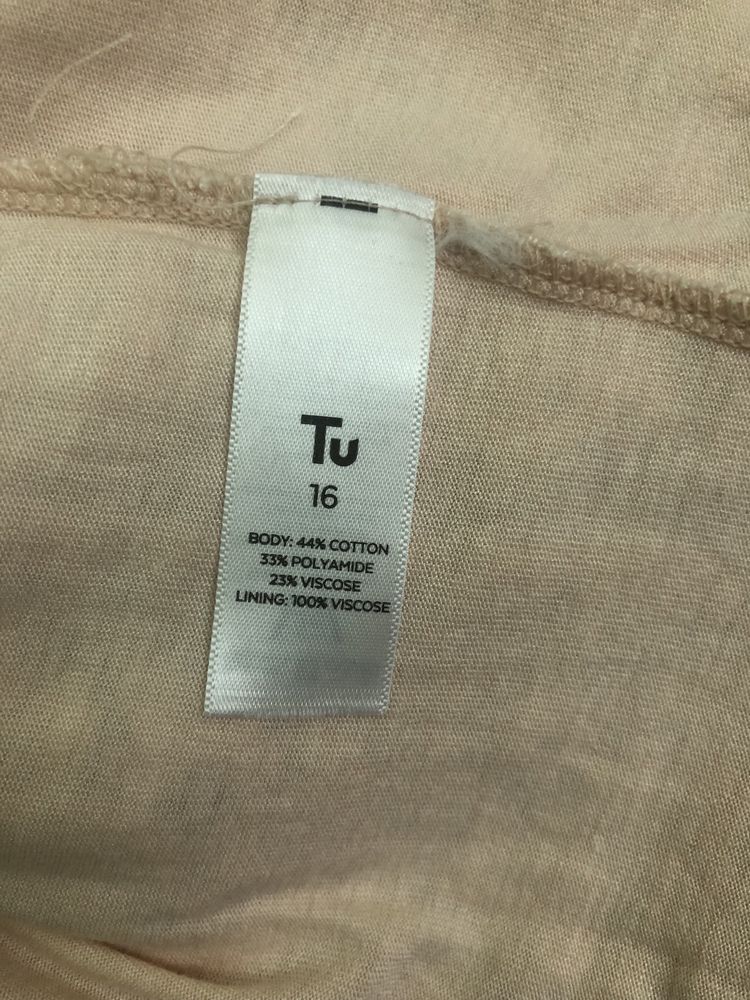 Tu
16
BODY: 44% COTTON
33% POLYAMIDE
23% VISCOSE
LINING: 100% VISCOSE